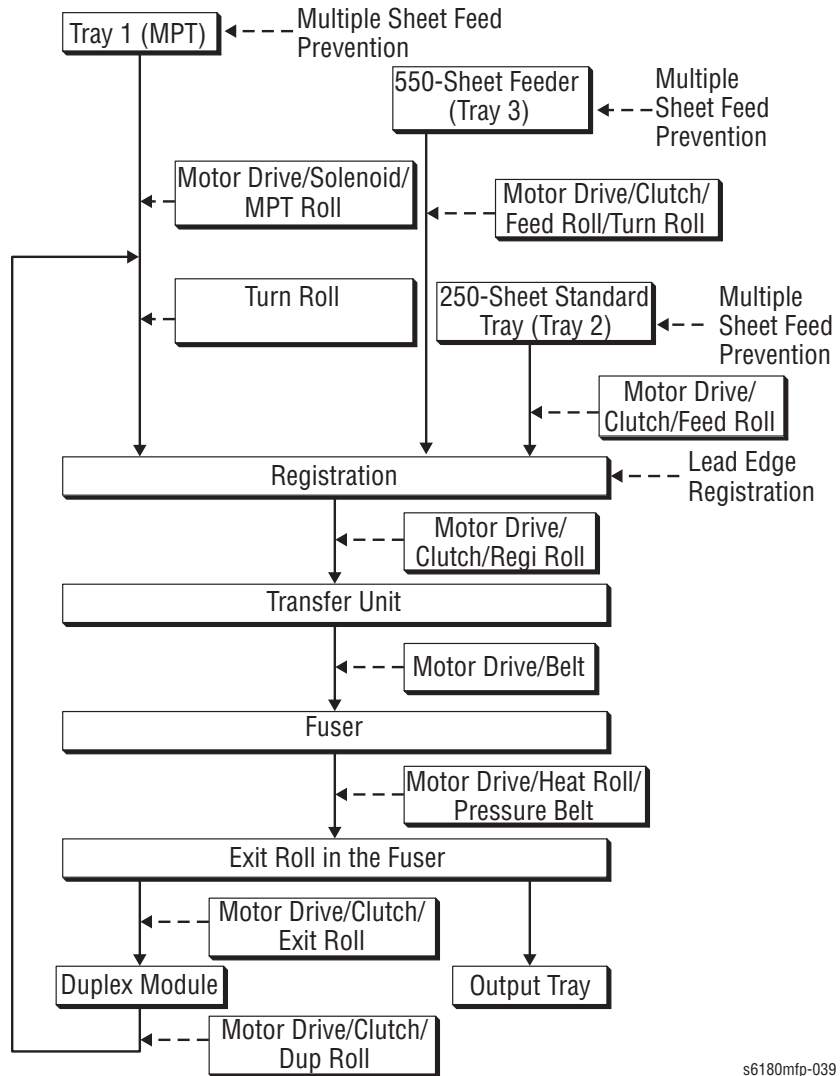 Tray 1 (MPT)
Multiple Sheet Feed
Prevention
550-Sheet Feeder
(Tray 3)
Multiple
Sheet Feed
Prevention
Motor Drive/Solenoid/
MPT Roll
Motor Drive/Clutch/
Feed Roll/Turn Roll
Turn Roll
250-Sheet Standard
Tray (Tray 2)
Multiple
Sheet Feed
Prevention
Motor Drive/
Clutch/Feed Roll
Registration
Lead Edge
Registration
Motor Drive/
Clutch/Regi Roll
Transfer Unit
Motor Drive/Belt
Fuser
Motor Drive/Heat Roll/
Pressure Belt
Exit Roll in the Fuser
Motor Drive/Clutch/
Exit Roll
Duplex Module
Output Tray
Motor Drive/Clutch/
Dup Roll
s6180mfp-039